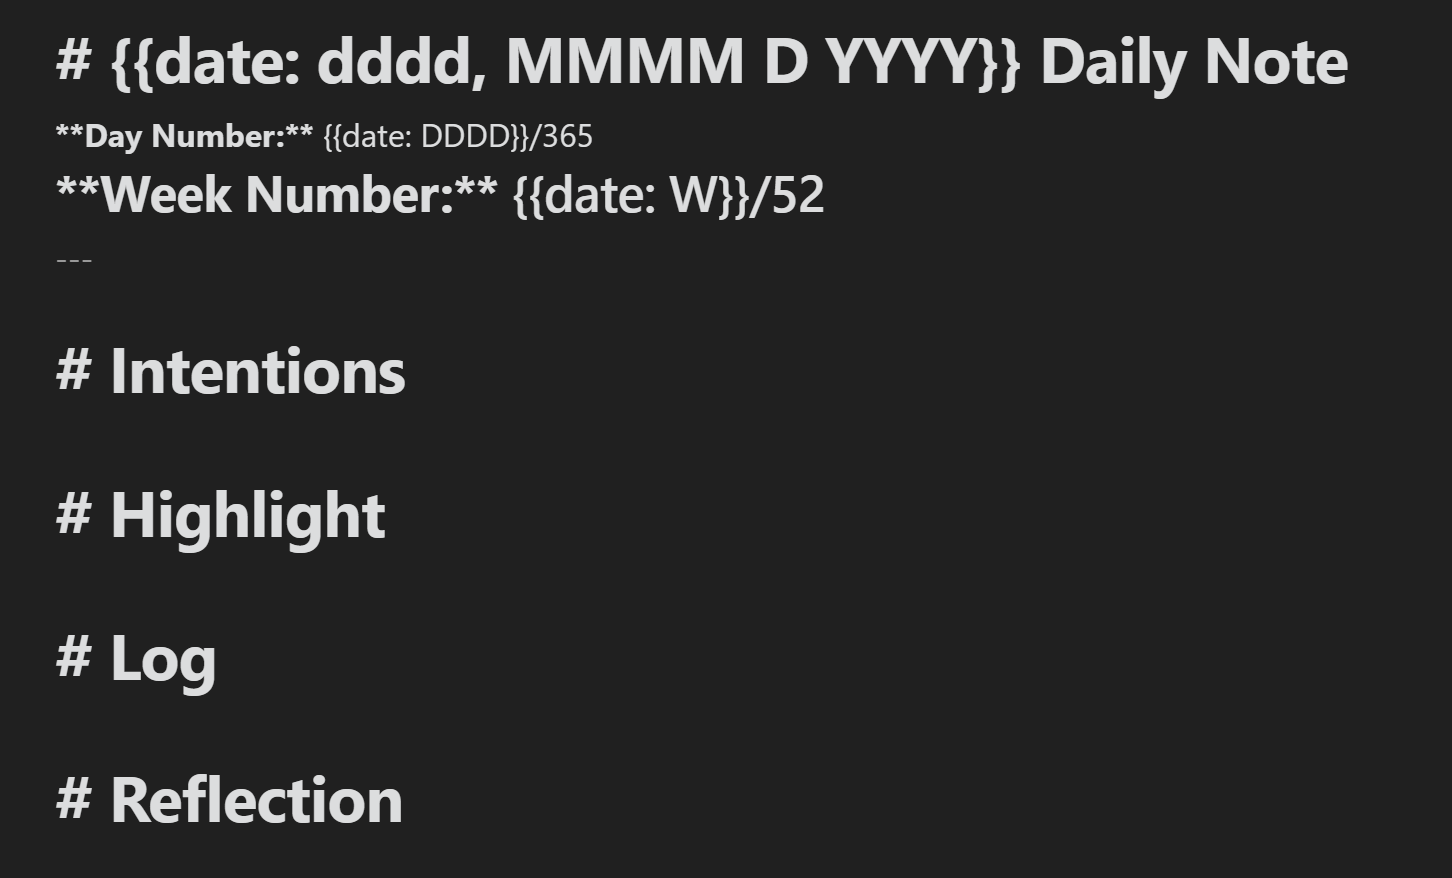 # {{date: dddd, MMMM D YYYY}} Daily Note
**Day Number:** {{date: DDDD}}/365
**Week Number:** {{date: W}}/52
---
# Intentions
# Highlight
# Log
# Reflection